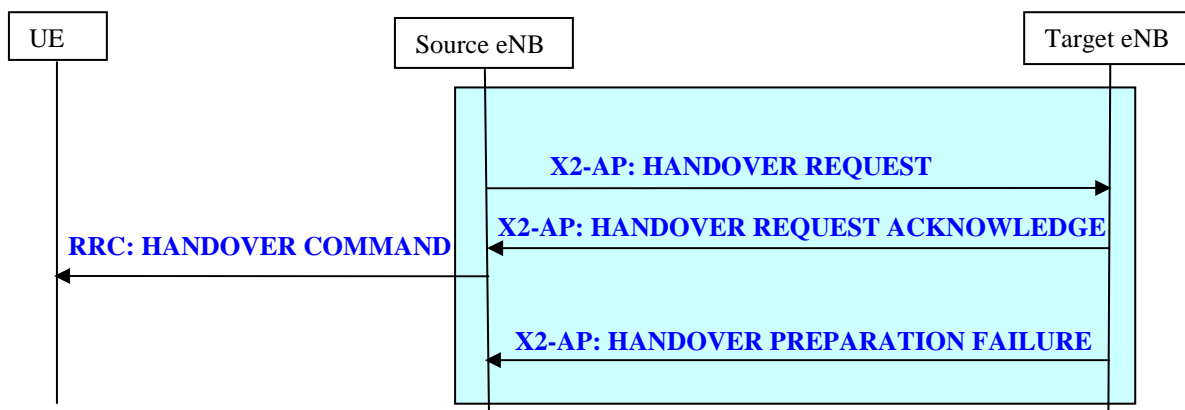 UE
Source eNB
Target eNB
X2-AP: HANDOVER REQUEST
X2-AP: HANDOVER REQUEST ACKNOWLEDGE
RRC: HANDOVER COMMAND
X2-AP: HANDOVER PREPARATION FAILURE